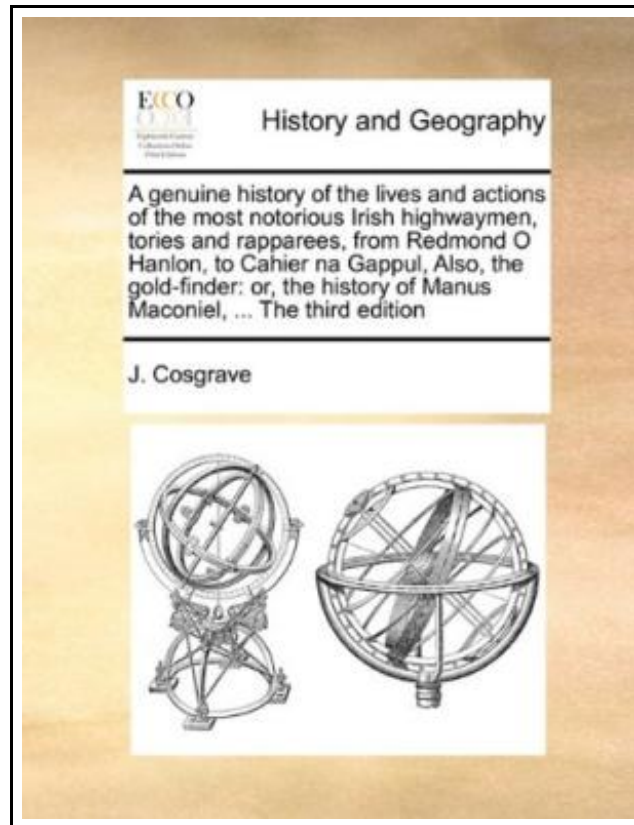 ECCO
History and Geography
A genuine history of the lives and actions
of the most notorious Irish highwaymen,
tories and rapparees, from Redmond O
Hanlon, to Cahier na Gappul, Also, the
gold-finder: or, the history of Manus
Maconiel, ... The third edition
J. Cosgrave